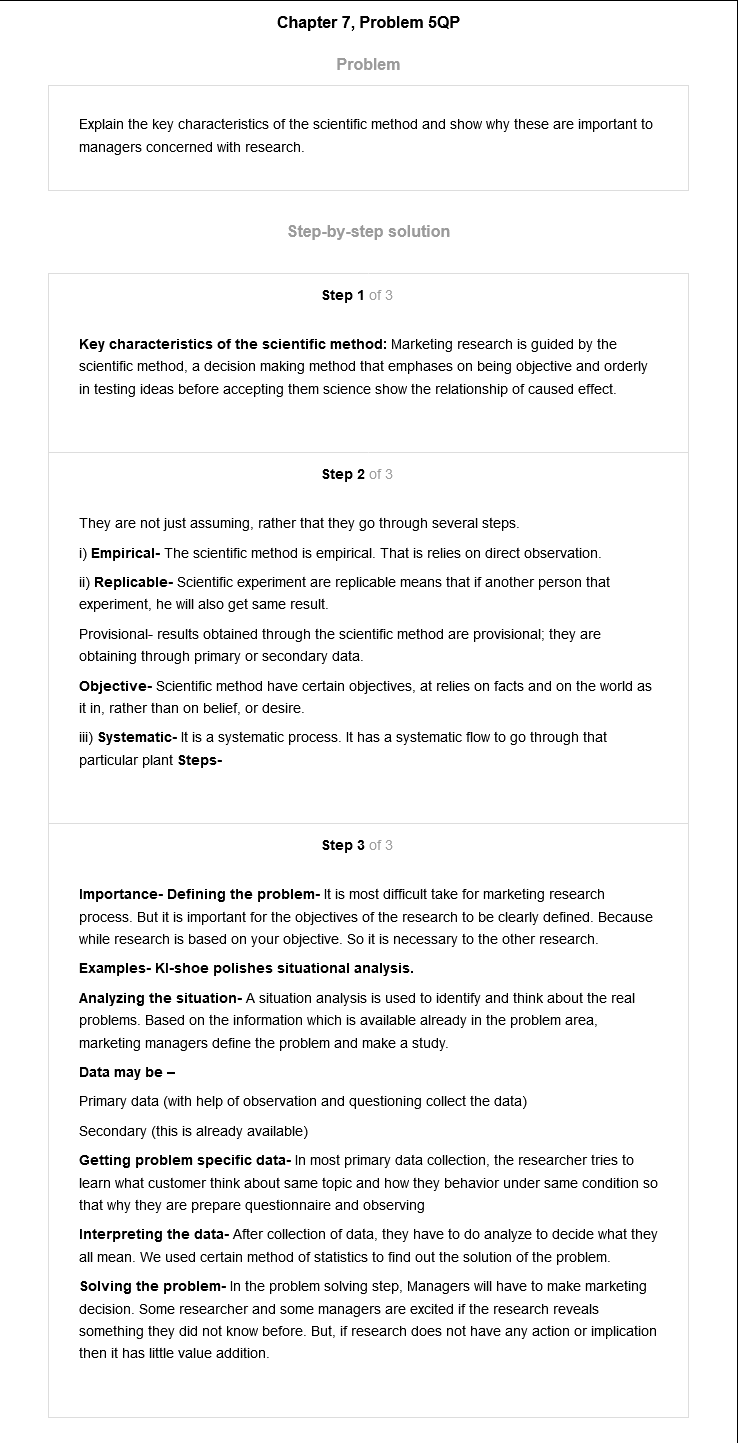 Chapter 7, Problem 5QP
Problem
Explain the key characteristics of the scientific method and show why these are important to
managers concerned with research.
Step-by-step solution
Step 1 of 3
Key characteristics of the scientific method: Marketing research is guided by the
scientific method, a decision making method that emphases on being objective and orderly
in testing ideas before accepting them science show the relationship of caused effect.
Step 2 of 3
They are not just assuming, rather that they go through several steps.
i) Empirical- The scientific method is empirical. That is relies on direct observation.
ii) Replicable- Scientific experiment are replicable means that if another person that
experiment, he will also get same result.
Provisional- results obtained through the scientific method are provisional; they are
obtaining through primary or secondary data.
Objective- Scientific method have certain objectives, at relies on facts and on the world as
it in, rather than on belief, or desire.
iii) Systematic- It is a systematic process. It has a systematic flow to go through that
particular plant Steps-
Step 3 of 3
Importance- Defining the problem- It is most difficult take for marketing research
process. But it is important for the objectives of the research to be clearly defined. Because
while research is based on your objective. So it is necessary to the other research.
Examples- KI-shoe polishes situational analysis.
Analyzing the situation- A situation analysis is used to identify and think about the real
problems. Based on the information which is available already in the problem area,
marketing managers define the problem and make a study.
Data may be –
Primary data (with help of observation and questioning collect the data)
Secondary (this is already available)
Getting problem specific data- In most primary data collection, the researcher tries to
learn what customer think about same topic and how they behavior under same condition so
that why they are prepare questionnaire and observing
Interpreting the data- After collection of data, they have to do analyze to decide what they
all mean. We used certain method of statistics to find out the solution of the problem.
Solving the problem- In the problem solving step, Managers will have to make marketing
decision. Some researcher and some managers are excited if the research reveals
something they did not know before. But, if research does not have any action or implication
then it has little value addition.